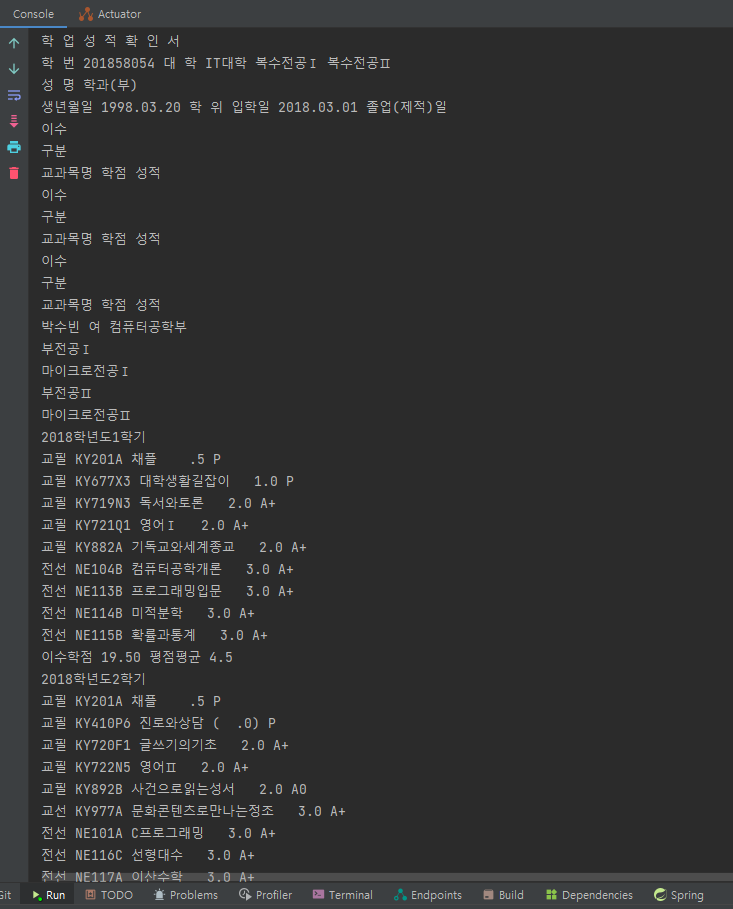 Console Actuator
학 업 성 적 확 인 서
학 번 201858054 대 학 IT대학 복수전공Ⅰ 복수전공Ⅱ
성 명 학과(부)
생년월일 1998.03.20 학 위 입학일 2018.03.01 졸업(제적)일
이수
구분
교과목명 학점 성적
이수
구분
교과목명 학점 성적
이수
구분
교과목명 학점 성적
박수빈 여 컴퓨터공학부
부전공Ⅰ
마이크로전공Ⅰ
부전공Ⅱ
마이크로전공Ⅱ
2018학년도1학기
교필 KY201A 채플 .5 P
교필 KY677X3 대학생활길잡이 1.0 P
교필 KY719N3 독서와토론 2.0 A+
교필 KY721Q1 영어Ⅰ 2.0 A+
교필 KY882A 기독교와세계종교 2.0 A+
전선 NE104B 컴퓨터공학개론 3.0 A+
전선 NE113B 프로그래밍입문 3.0 A+
전선 NE114B 미적분학 3.0 A+
전선 NE115B 확률과통계 3.0 A+
이수학점 19.50 평점평균 4.5
2018학년도2학기
교필 KY201A 채플 .5 P
교필 KY410P6 진로와상담 ( .0) P
교필 KY720F1 글쓰기의기초 2.0 A+
교필 KY722N5 영어Ⅱ 2.0 A+
교필 KY892B 사건으로읽는성서 2.0 A0
교선 KY977A 문화콘텐츠로만나는정조 3.0 A+
전선 NE101A C프로그래밍 3.0 A+
전선 NE116C 선형대수 3.0 A+
전선 NE117A 이산수학 3.0 A+
Git Run TODO Problems Profiler Terminal Endpoints Build Dependencies Spring